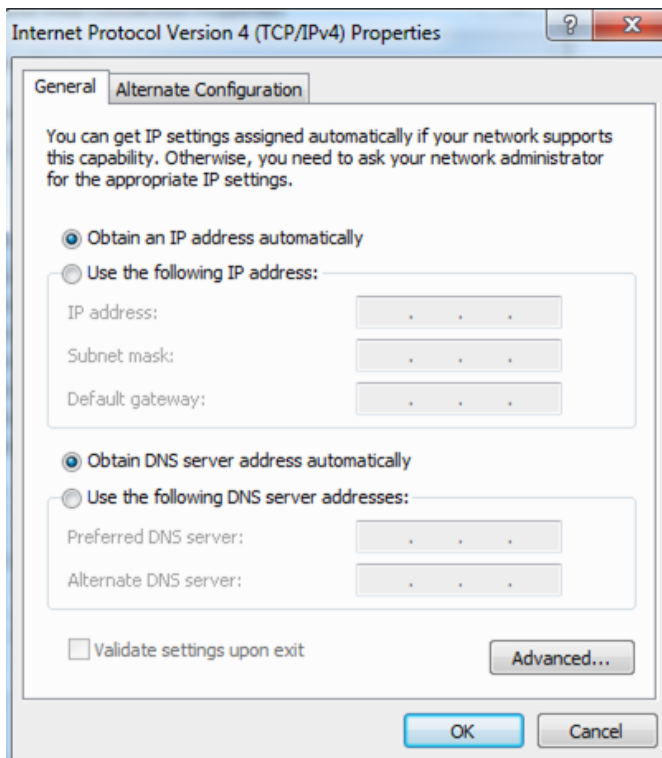 Internet Protocol Version 4 (TCP/IPv4) Properties
General
Alternate Configuration
You can get IP settings assigned automatically if your network supports
this capability. Otherwise, you need to ask your network administrator
for the appropriate IP settings.
Obtain an IP address automatically
Use the following IP address:
IP address:
Subnet mask:
Default gateway:
Obtain DNS server address automatically
Use the following DNS server addresses:
Preferred DNS server:
Alternate DNS server:
Validate settings upon exit
Advanced...
OK
Cancel